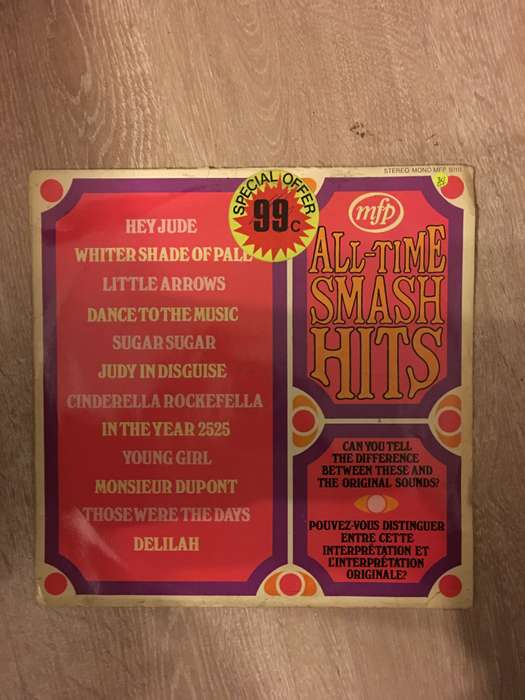 STEREO MONO MFP
SPECIAL OFFER
99c
mfp
ALL-TIME
SMASH
HITS
HEY JUDE
WHITER SHADE OF PALE
LITTLE ARROWS
DANCE TO THE MUSIC
SUGAR SUGAR
JUDY IN DISGUISE
CINDERELLA ROCKEFELLA
IN THE YEAR 2525
YOUNG GIRL
MONSIEUR DUPONT
THOSE WERE THE DAYS
DELILAH
CAN YOU TELL
THE DIFFERENCE
BETWEEN THESE AND
THE ORIGINAL SOUNDS?
POUVEZ-VOUS DISTINGUER
ENTRE CETTE
INTERPRÉTATION ET
L'INTERPRÉTATION
ORIGINALE?